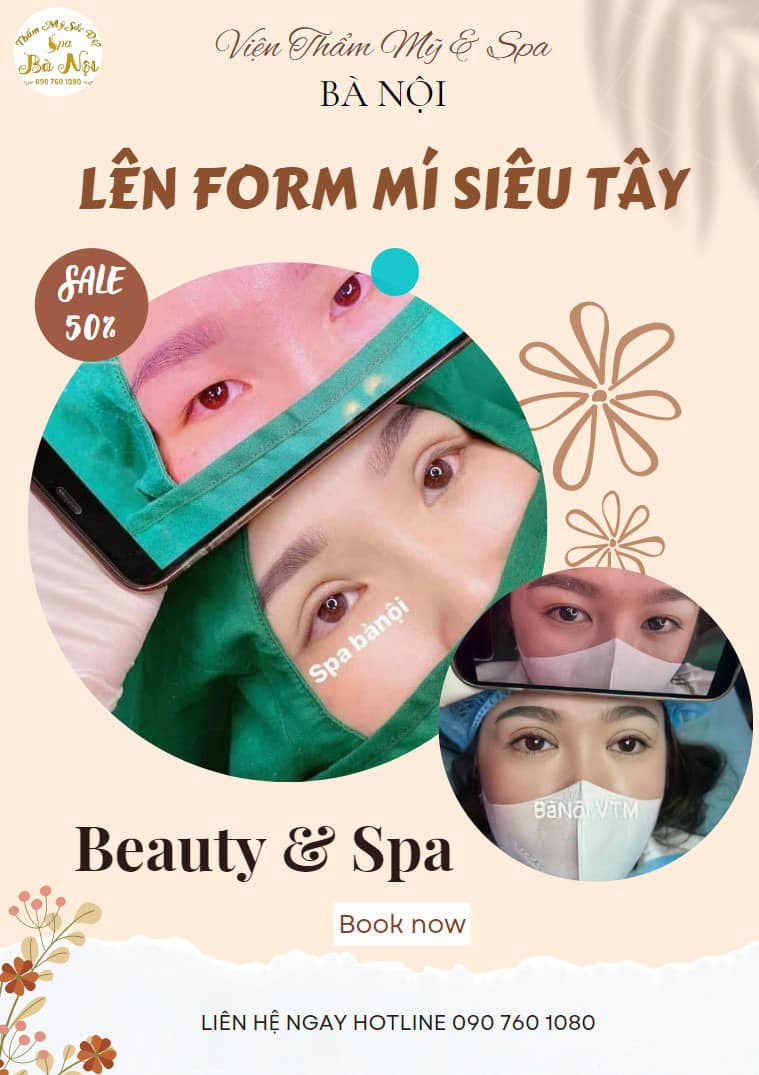 Thẩm Mỹ Sắc Đẹp
Spa
Bà Nội
090 760 1080
Viện Thẩm Mỹ & Spa
BÀ NỘI
LÊN FORM MÍ SIÊU TÂY
SALE
50%
Spa bànội
BàNội VTM
Beauty & Spa
Book now
LIÊN HỆ NGAY HOTLINE 090 760 1080